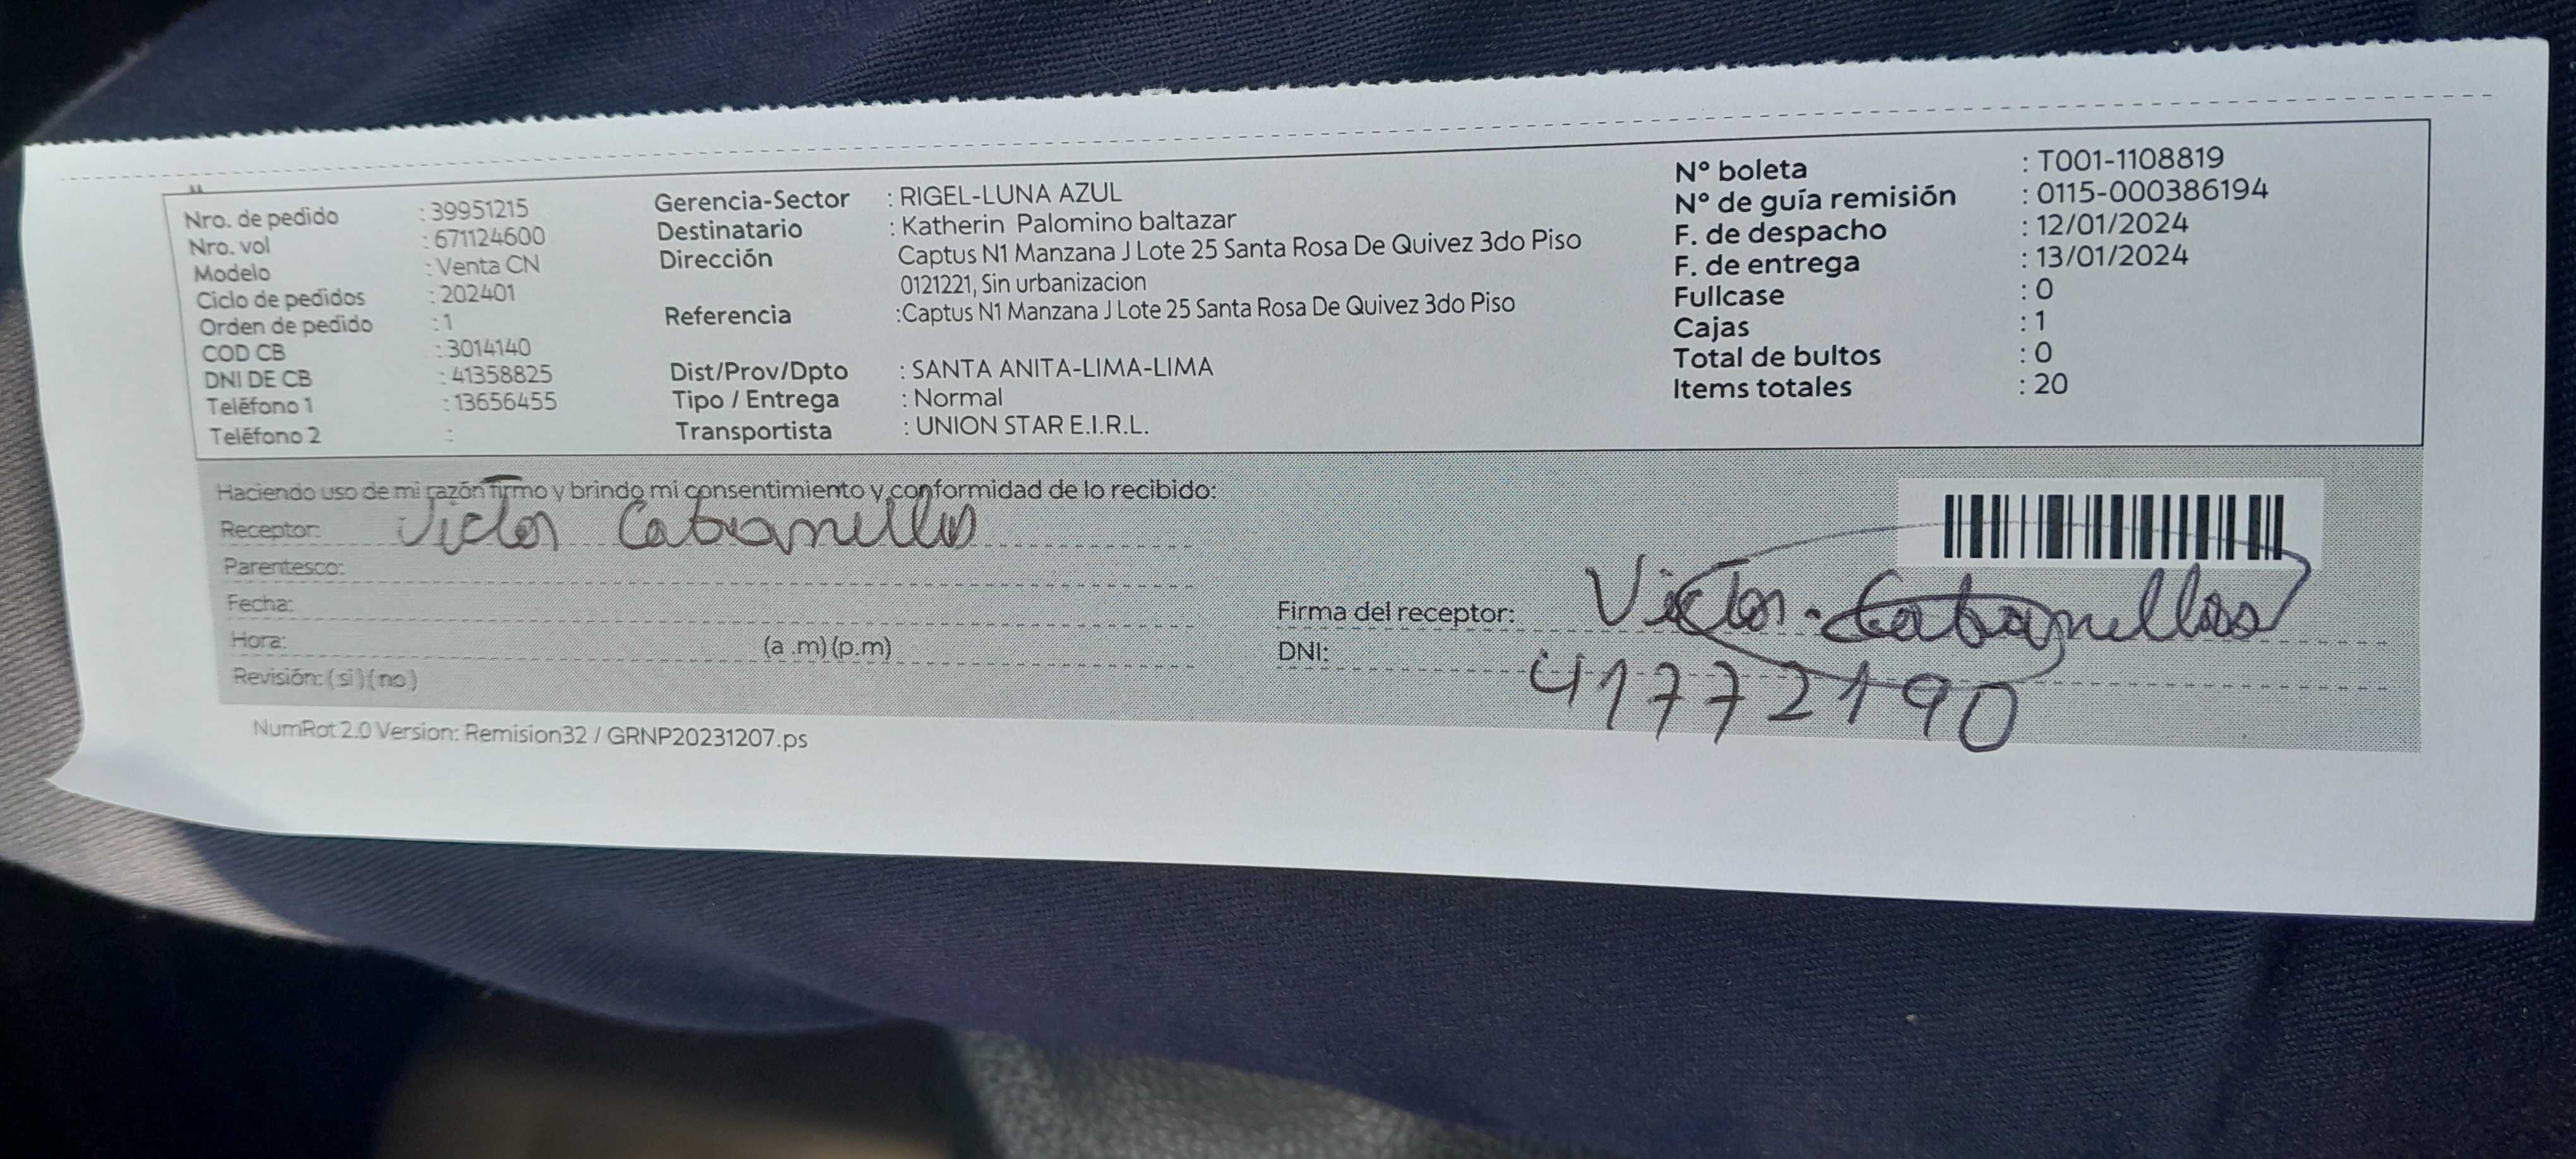 Nro. de pedido : 39951215
Nro. vol : 671124600
Modelo : Venta CN
Ciclo de pedidos : 202401
Orden de pedido : 1
COD CB : 3014140
DNI DE CB : 41358825
Teléfono 1 : 13656455
Teléfono 2 :
Gerencia-Sector : RIGEL-LUNA AZUL
Destinatario : Katherin Palomino baltazar
Dirección Captus N1 Manzana J Lote 25 Santa Rosa De Quivez 3do Piso
0121221, Sin urbanizacion
Referencia :Captus N1 Manzana J Lote 25 Santa Rosa De Quivez 3do Piso
Dist/Prov/Dpto : SANTA ANITA-LIMA-LIMA
Tipo / Entrega : Normal
Transportista : UNION STAR E.I.R.L.
Nº boleta : T001-1108819
Nº de guía remisión : 0115-000386194
F. de despacho : 12/01/2024
F. de entrega : 13/01/2024
Fullcase : 0
Cajas : 1
Total de bultos : 0
Items totales : 20
Haciendo uso de mi razón firmo y brindo mi consentimiento y conformidad de lo recibido:
Receptor: Victor Cabanillas
Parentesco:
Fecha:
Hora: (a .m) (p.m)
Revisión: ( si ) ( no )
Firma del receptor: Victor Cabanillas
DNI: 41772190
NumRot 2.0 Version: Remision32 / GRNP20231207.ps